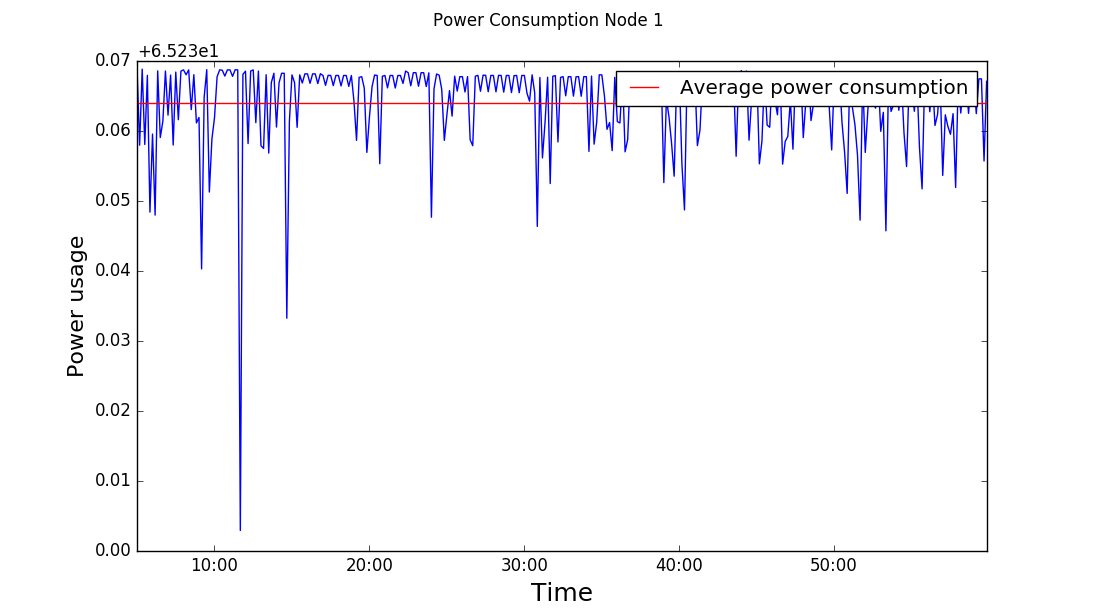 Power Consumption Node 1
+6.523e1
0.07
0.06
0.05
0.04
0.03
0.02
0.01
0.00
Power usage
Average power consumption
10:00 20:00 30:00 40:00 50:00
Time